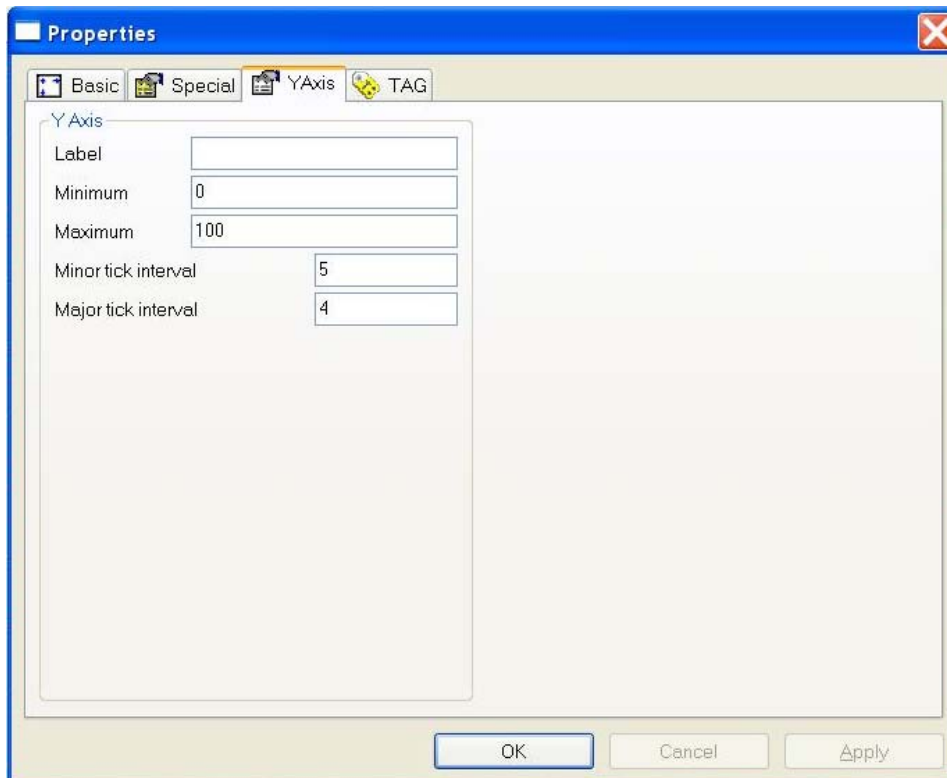 Properties
Basic Special YAxis TAG
Y Axis
Label
Minimum 0
Maximum 100
Minor tick interval 5
Major tick interval 4
OK Cancel Apply